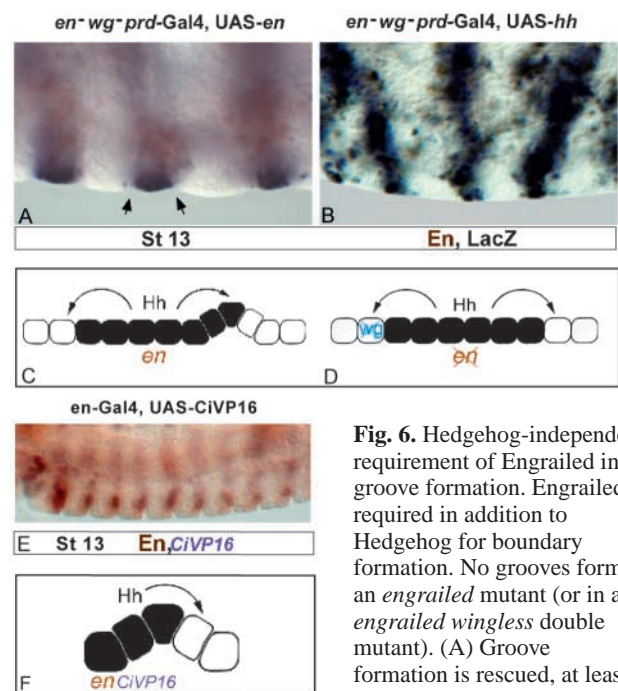 en-wg-prd-Gal4, UAS-en
en-wg-prd-Gal4, UAS-hh
A
B
St 13
En, LacZ
Hh
en
C
wg
Hh
en
D
en-Gal4, UAS-CiVP16
E St 13 En,CiVP16
Hh
en CiVP16
F
Fig. 6. Hedgehog-independe
requirement of Engrailed in
groove formation. Engrailed
required in addition to
Hedgehog for boundary
formation. No grooves form
an engrailed mutant (or in a
engrailed wingless double
mutant). (A) Groove
formation is rescued, at leas